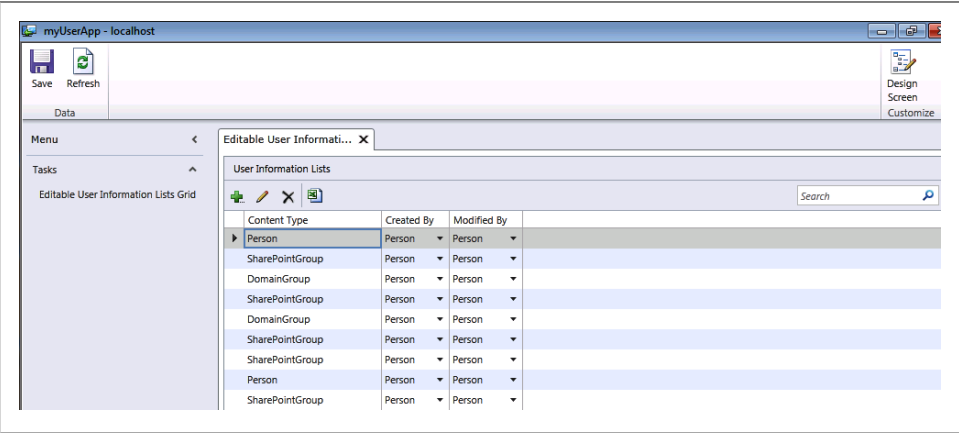 myUserApp - localhost
Save Refresh
Design
Screen
Data
Customize
Menu
Editable User Informati... X
Tasks
User Information Lists
Editable User Information Lists Grid
Search
Content Type Created By Modified By
Person Person Person
SharePointGroup Person Person
DomainGroup Person Person
SharePointGroup Person Person
DomainGroup Person Person
SharePointGroup Person Person
SharePointGroup Person Person
Person Person Person
SharePointGroup Person Person